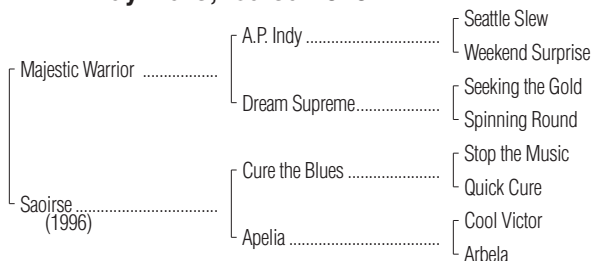 A.P. Indy
Seattle Slew
Weekend Surprise
Majestic Warrior
Dream Supreme
Seeking the Gold
Spinning Round
Saoirse
(1996)
Cure the Blues
Stop the Music
Quick Cure
Apelia
Cool Victor
Arbela